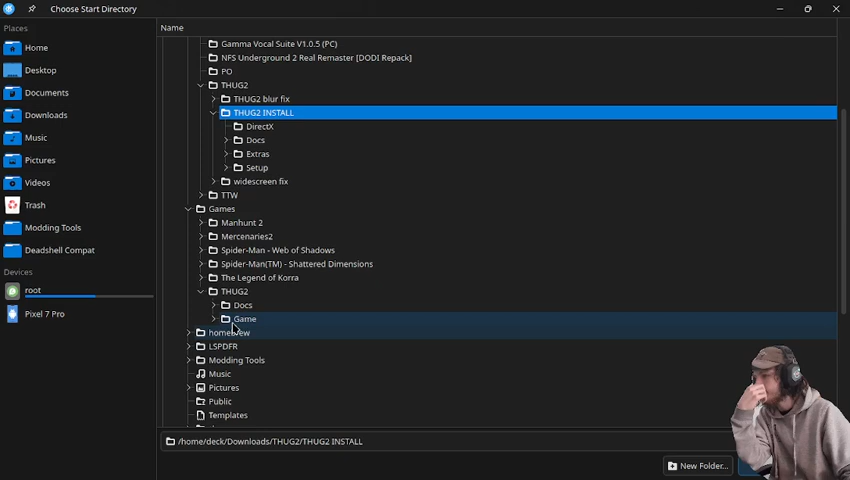 Choose Start Directory
Places
Home
Desktop
Documents
Downloads
Music
Pictures
Videos
Trash
Modding Tools
Deadshell Compat
Devices
root
Pixel 7 Pro
Name
Gamma Vocal Suite V1.0.5 (PC)
NFS Underground 2 Real Remaster [DODI Repack]
PO
THUG2
THUG2 blur fix
THUG2 INSTALL
DirectX
Docs
Extras
Setup
widescreen fix
TTW
Games
Manhunt 2
Mercenaries2
Spider-Man - Web of Shadows
Spider-Man(TM) - Shattered Dimensions
The Legend of Korra
THUG2
Docs
Game
homebrew
LSPDFR
Modding Tools
Music
Pictures
Public
Templates
/home/deck/Downloads/THUG2/THUG2 INSTALL
New Folder...